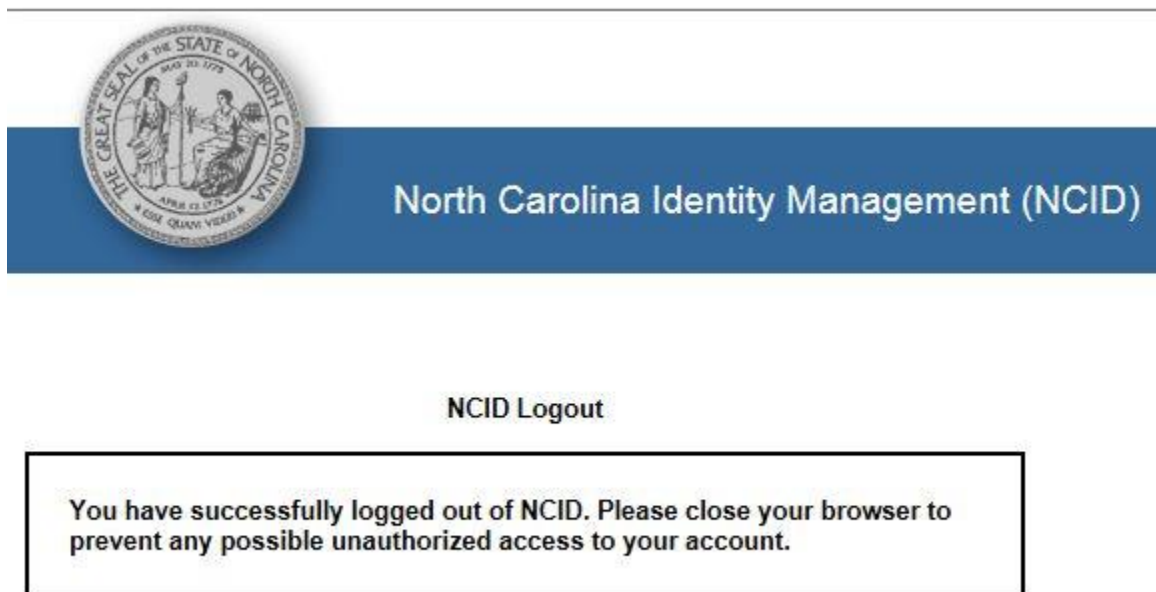 THE GREAT SEAL OF THE STATE OF NORTH CAROLINA
MAY 20, 1775
APRIL 12, 1776
ESSE QUAM VIDERI
North Carolina Identity Management (NCID)
NCID Logout
You have successfully logged out of NCID. Please close your browser to
prevent any possible unauthorized access to your account.